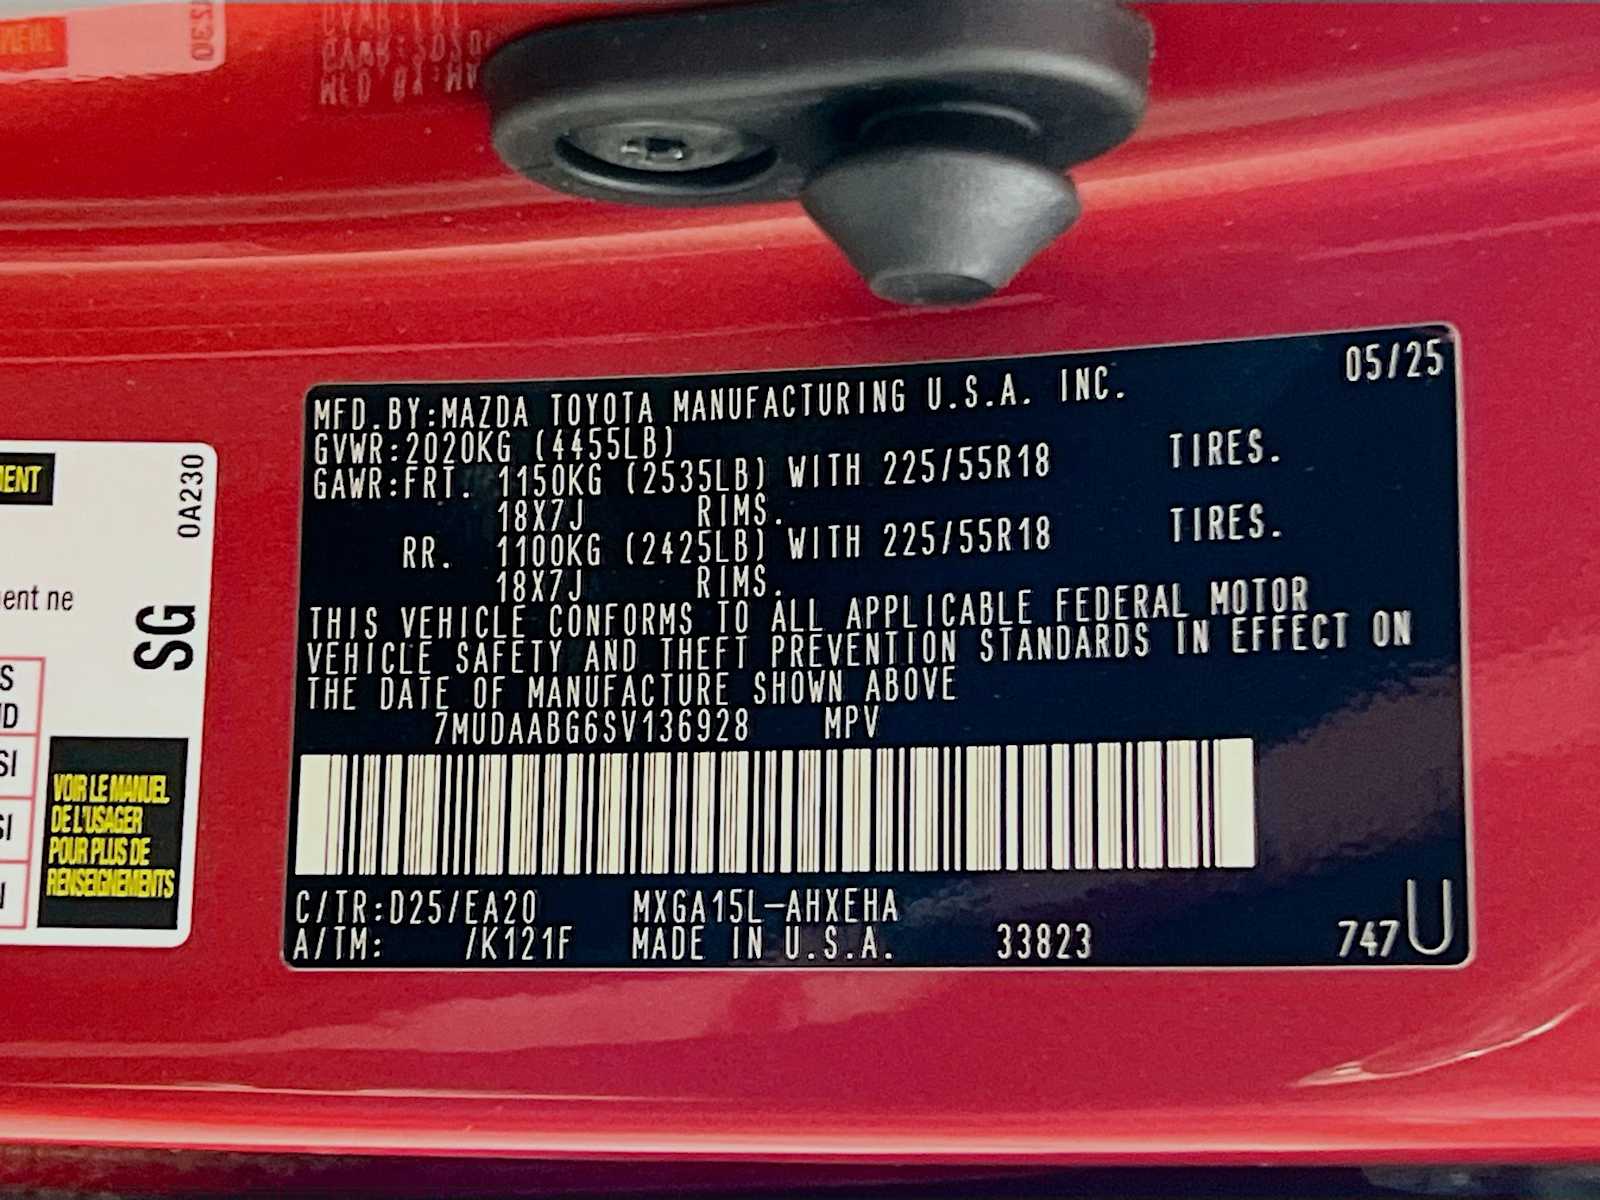 MFD.BY:MAZDA TOYOTA MANUFACTURING U.S.A. INC. 05/25
GVWR:2020KG (4455LB)
GAWR:FRT. 1150KG (2535LB) WITH 225/55R18 TIRES.
18X7J RIMS.
RR. 1100KG (2425LB) WITH 225/55R18 TIRES.
18X7J RIMS.
THIS VEHICLE CONFORMS TO ALL APPLICABLE FEDERAL MOTOR
VEHICLE SAFETY AND THEFT PREVENTION STANDARDS IN EFFECT ON
THE DATE OF MANUFACTURE SHOWN ABOVE
7MUDAABG6SV136928 MPV
C/TR:D25/EA20 MXGA15L-AHXEHA
A/TM: /K121F MADE IN U.S.A. 33823 747U
0A230
SG
ne
VOIR LE MANUEL
DE L'USAGER
POUR PLUS DE
RENSEIGNEMENTS